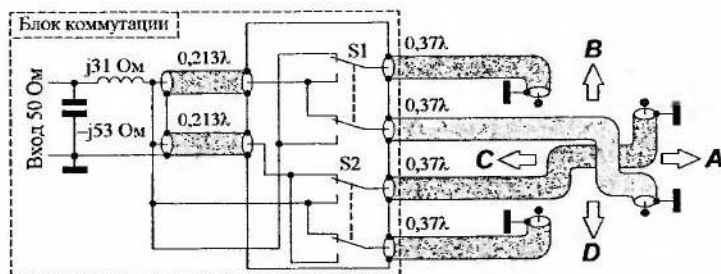 Блок коммутации
j31 Ом
0,213λ
S1
0,37λ
B
Вход 50 Ом
–j53 Ом
0,213λ
0,37λ
C
A
S2
0,37λ
D
0,37λ